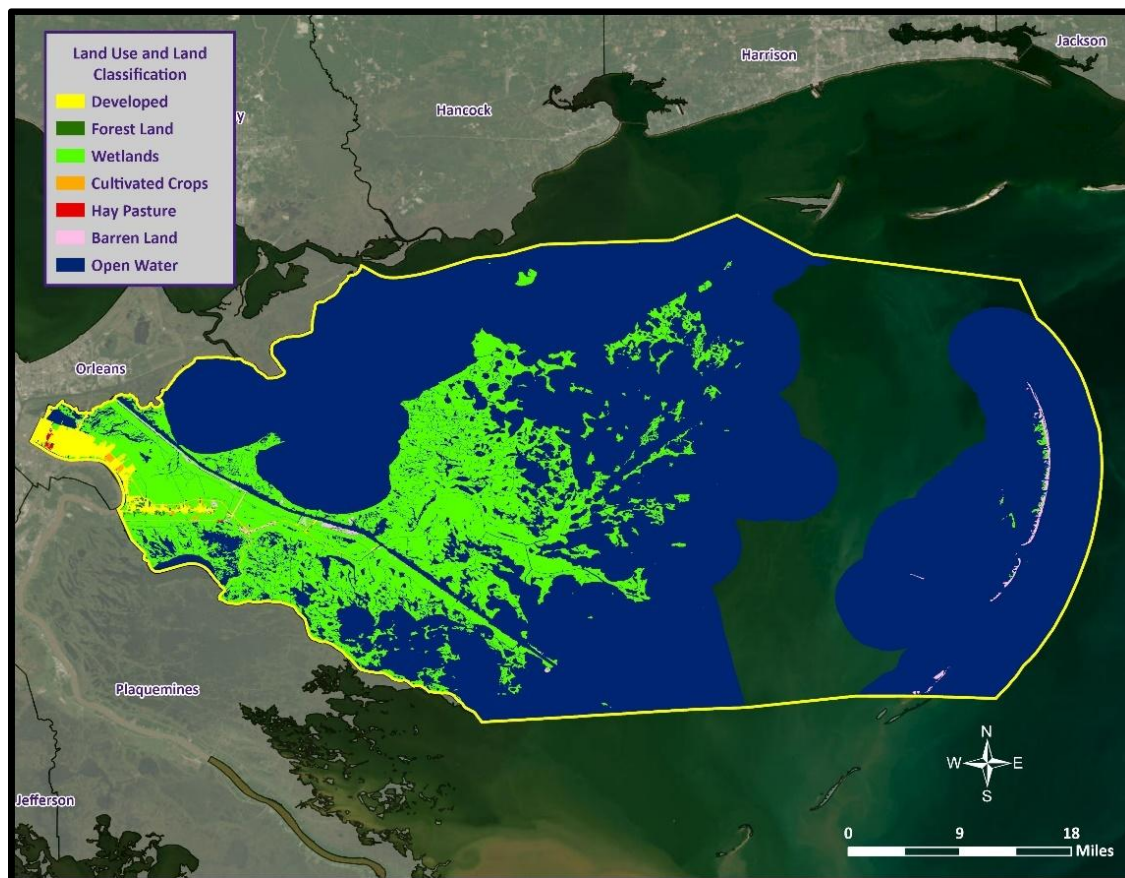 Land Use and Land
Classification
Developed
Forest Land
Wetlands
Cultivated Crops
Hay Pasture
Barren Land
Open Water
y
Hancock
Harrison
Jackson
Orleans
Plaquemines
Jefferson
N
W E
S
0 9 18
Miles